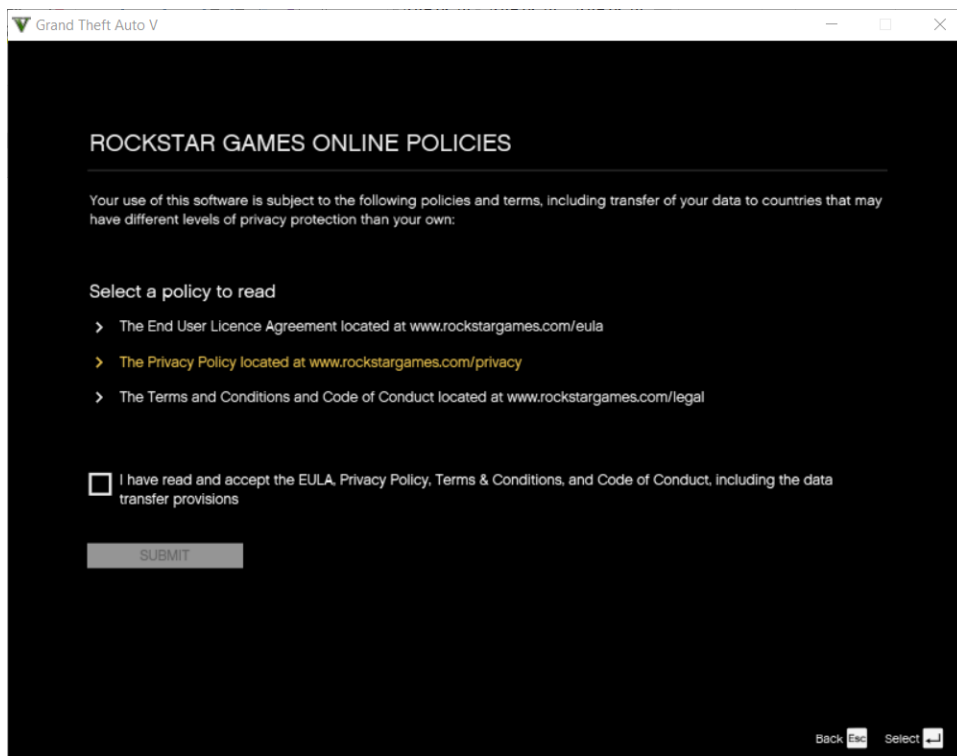 Grand Theft Auto V
ROCKSTAR GAMES ONLINE POLICIES
Your use of this software is subject to the following policies and terms, including transfer of your data to countries that may
have different levels of privacy protection than your own:
Select a policy to read
The End User Licence Agreement located at www.rockstargames.com/eula
The Privacy Policy located at www.rockstargames.com/privacy
The Terms and Conditions and Code of Conduct located at www.rockstargames.com/legal
I have read and accept the EULA, Privacy Policy, Terms & Conditions, and Code of Conduct, including the data
transfer provisions
SUBMIT
Back Esc Select